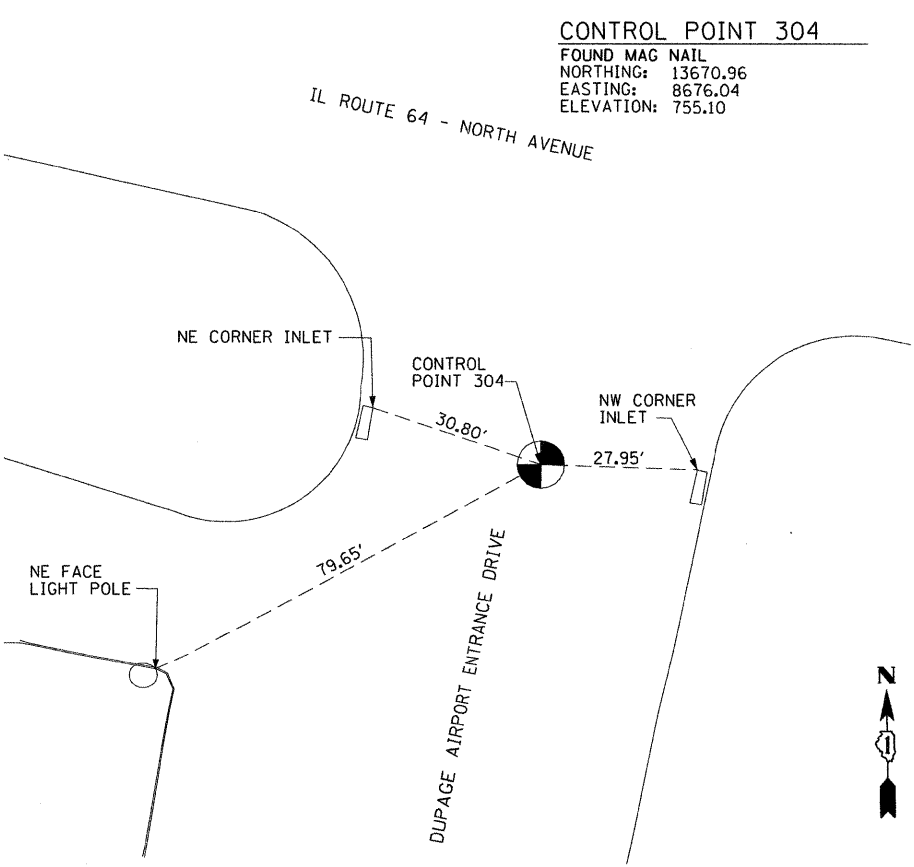 CONTROL POINT 304
FOUND MAG NAIL
NORTHING: 13670.96
EASTING: 8676.04
ELEVATION: 755.10
IL ROUTE 64 - NORTH AVENUE
NE CORNER INLET
CONTROL
POINT 304
NW CORNER
INLET
30.80'
27.95'
79.65'
NE FACE
LIGHT POLE
DUPAGE AIRPORT ENTRANCE DRIVE
N
1